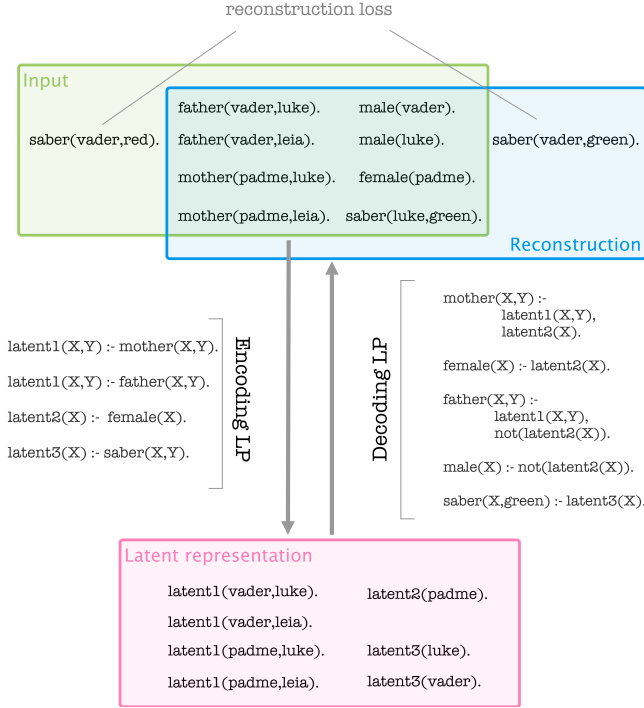 reconstruction loss
Input
father(vader,luke). male(vader).
saber(vader,red). father(vader,leia). male(luke). saber(vader,green).
mother(padme,luke). female(padme).
mother(padme,leia). saber(luke,green).
Reconstruction
latent1(X,Y) :- mother(X,Y).
latent1(X,Y) :- father(X,Y).
latent2(X) :- female(X).
latent3(X) :- saber(X,Y).
Encoding LP
Decoding LP
mother(X,Y) :-
latent1(X,Y),
latent2(X).
female(X) :- latent2(X).
father(X,Y) :-
latent1(X,Y),
not(latent2(X)).
male(X) :- not(latent2(X)).
saber(X,green) :- latent3(X).
Latent representation
latent1(vader,luke). latent2(padme).
latent1(vader,leia).
latent1(padme,luke). latent3(luke).
latent1(padme,leia). latent3(vader).